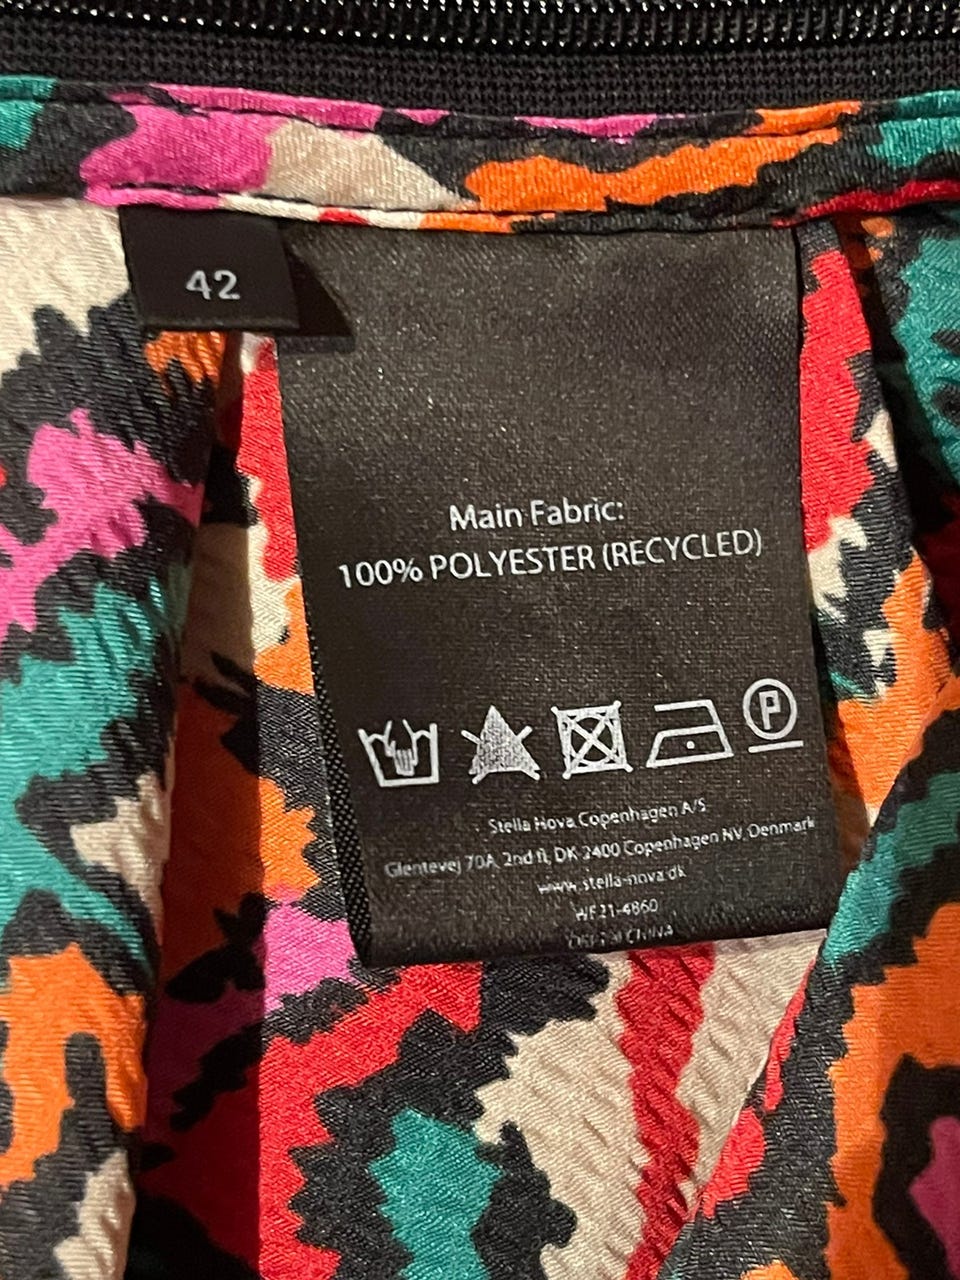 42
Main Fabric:
100% POLYESTER (RECYCLED)
P
Stella Nova Copenhagen A/S
Glentevej 70A, 2nd fl, DK 2400 Copenhagen NV, Denmark
www.stella-nova.dk
WF21-4860
CHINA